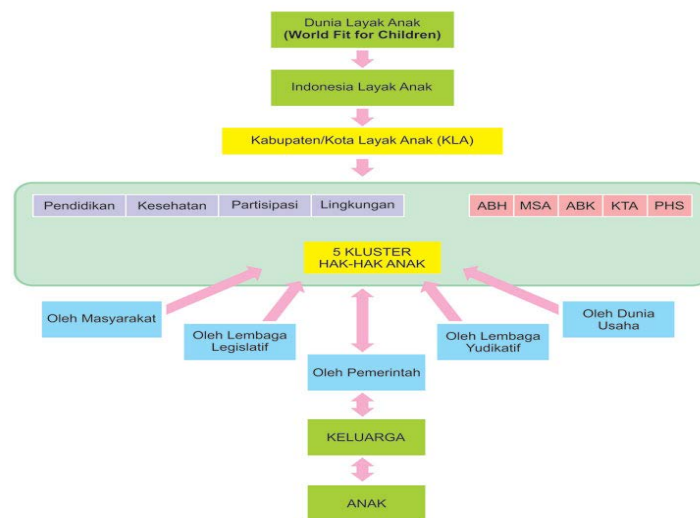 Dunia Layak Anak
(World Fit for Children)
Indonesia Layak Anak
Kabupaten/Kota Layak Anak (KLA)
Pendidikan Kesehatan Partisipasi Lingkungan ABH MSA ABK KTA PHS
5 KLUSTER
HAK-HAK ANAK
Oleh Masyarakat
Oleh Lembaga
Legislatif
Oleh Pemerintah
Oleh Lembaga
Yudikatif
Oleh Dunia
Usaha
KELUARGA
ANAK